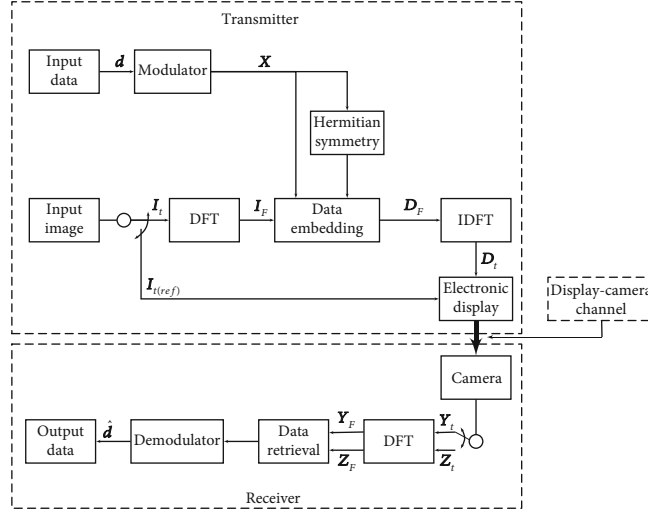 Transmitter
Input
data
d
Modulator
X
Hermitian
symmetry
Input
image
I_t
DFT
I_F
Data
embedding
D_F
IDFT
D_t
I_t(ref)
Electronic
display
Display-camera
channel
Camera
Output
data
d̂
Demodulator
Data
retrieval
Y_F
Z_F
DFT
Y_t
Z_t
Receiver